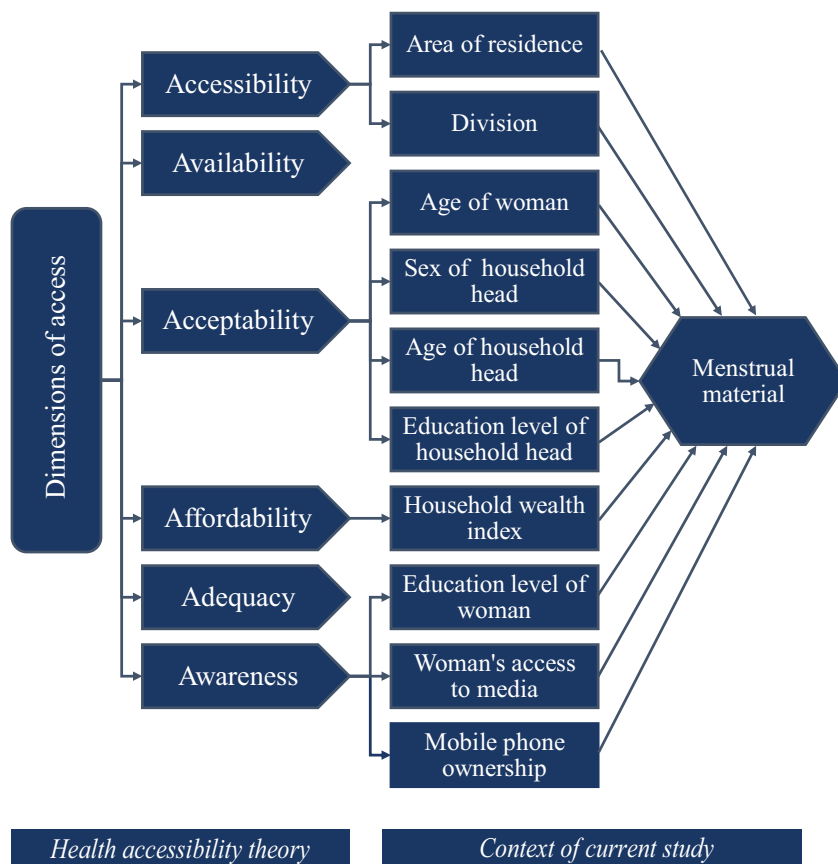 Dimensions of access
Accessibility
Availability
Acceptability
Affordability
Adequacy
Awareness
Area of residence
Division
Age of woman
Sex of household
head
Age of household
head
Education level of
household head
Household wealth
index
Education level of
woman
Woman's access
to media
Mobile phone
ownership
Menstrual
material
Health accessibility theory
Context of current study